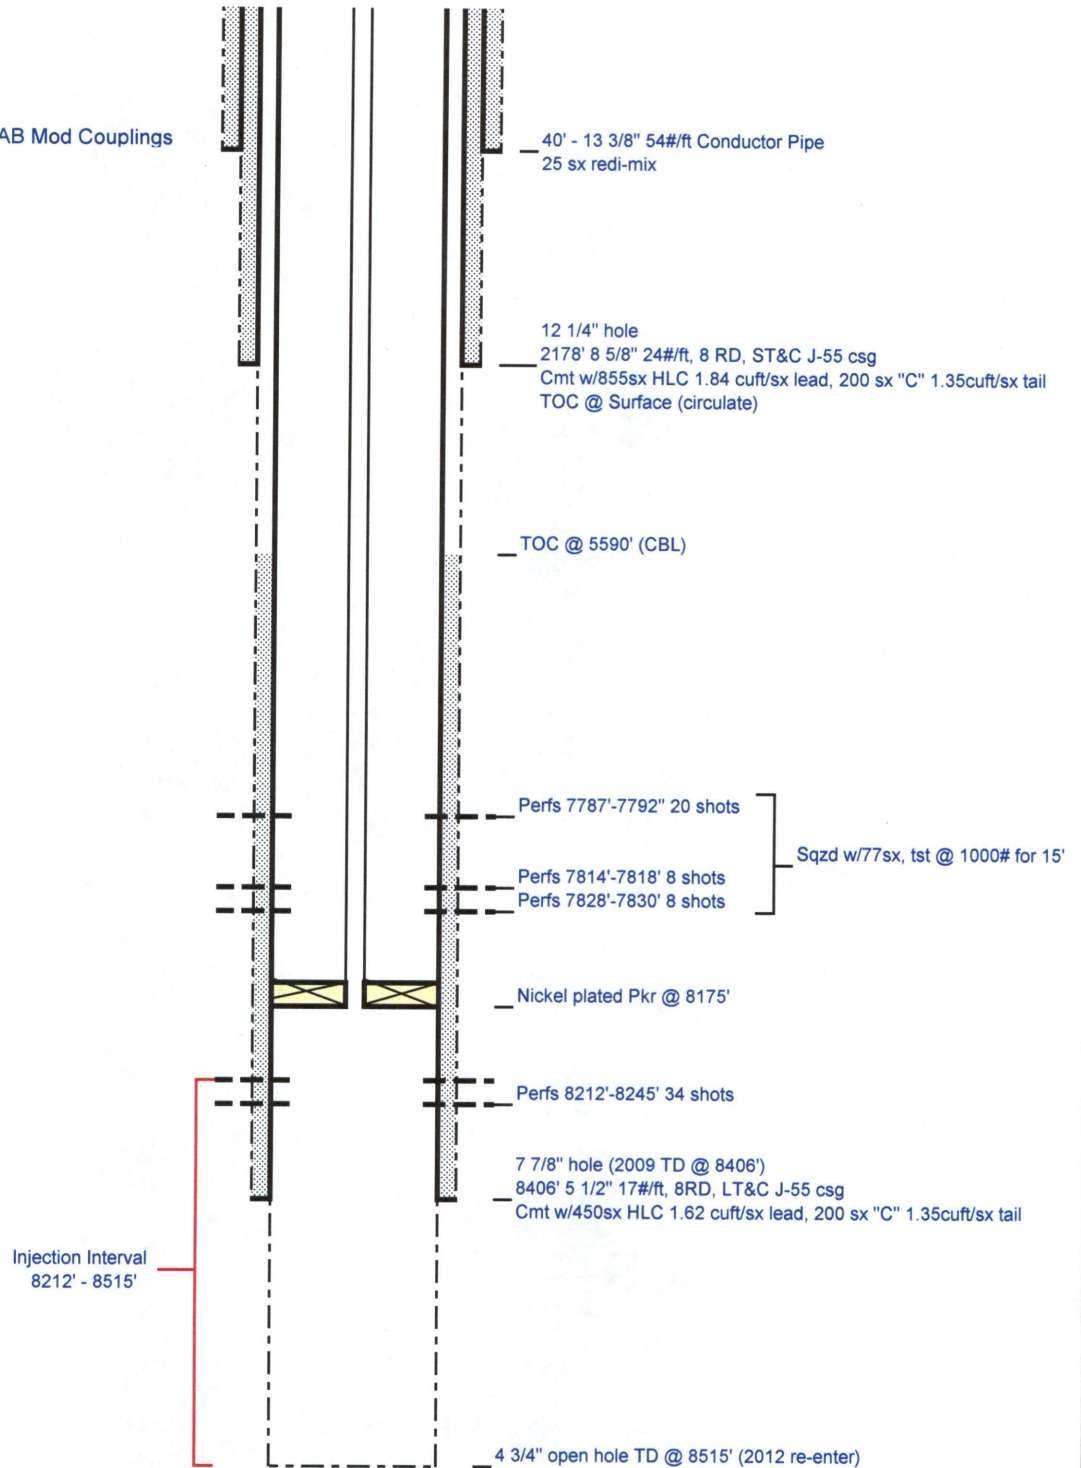 AB Mod Couplings
40' - 13 3/8" 54#/ft Conductor Pipe
25 sx redi-mix
12 1/4" hole
2178' 8 5/8" 24#/ft, 8 RD, ST&C J-55 csg
Cmt w/855sx HLC 1.84 cuft/sx lead, 200 sx "C" 1.35cuft/sx tail
TOC @ Surface (circulate)
TOC @ 5590' (CBL)
Perfs 7787'-7792" 20 shots
Sqzd w/77sx, tst @ 1000# for 15'
Perfs 7814'-7818' 8 shots
Perfs 7828'-7830' 8 shots
Nickel plated Pkr @ 8175'
Perfs 8212'-8245' 34 shots
7 7/8" hole (2009 TD @ 8406')
8406' 5 1/2" 17#/ft, 8RD, LT&C J-55 csg
Cmt w/450sx HLC 1.62 cuft/sx lead, 200 sx "C" 1.35cuft/sx tail
Injection Interval
8212' - 8515'
4 3/4" open hole TD @ 8515' (2012 re-enter)